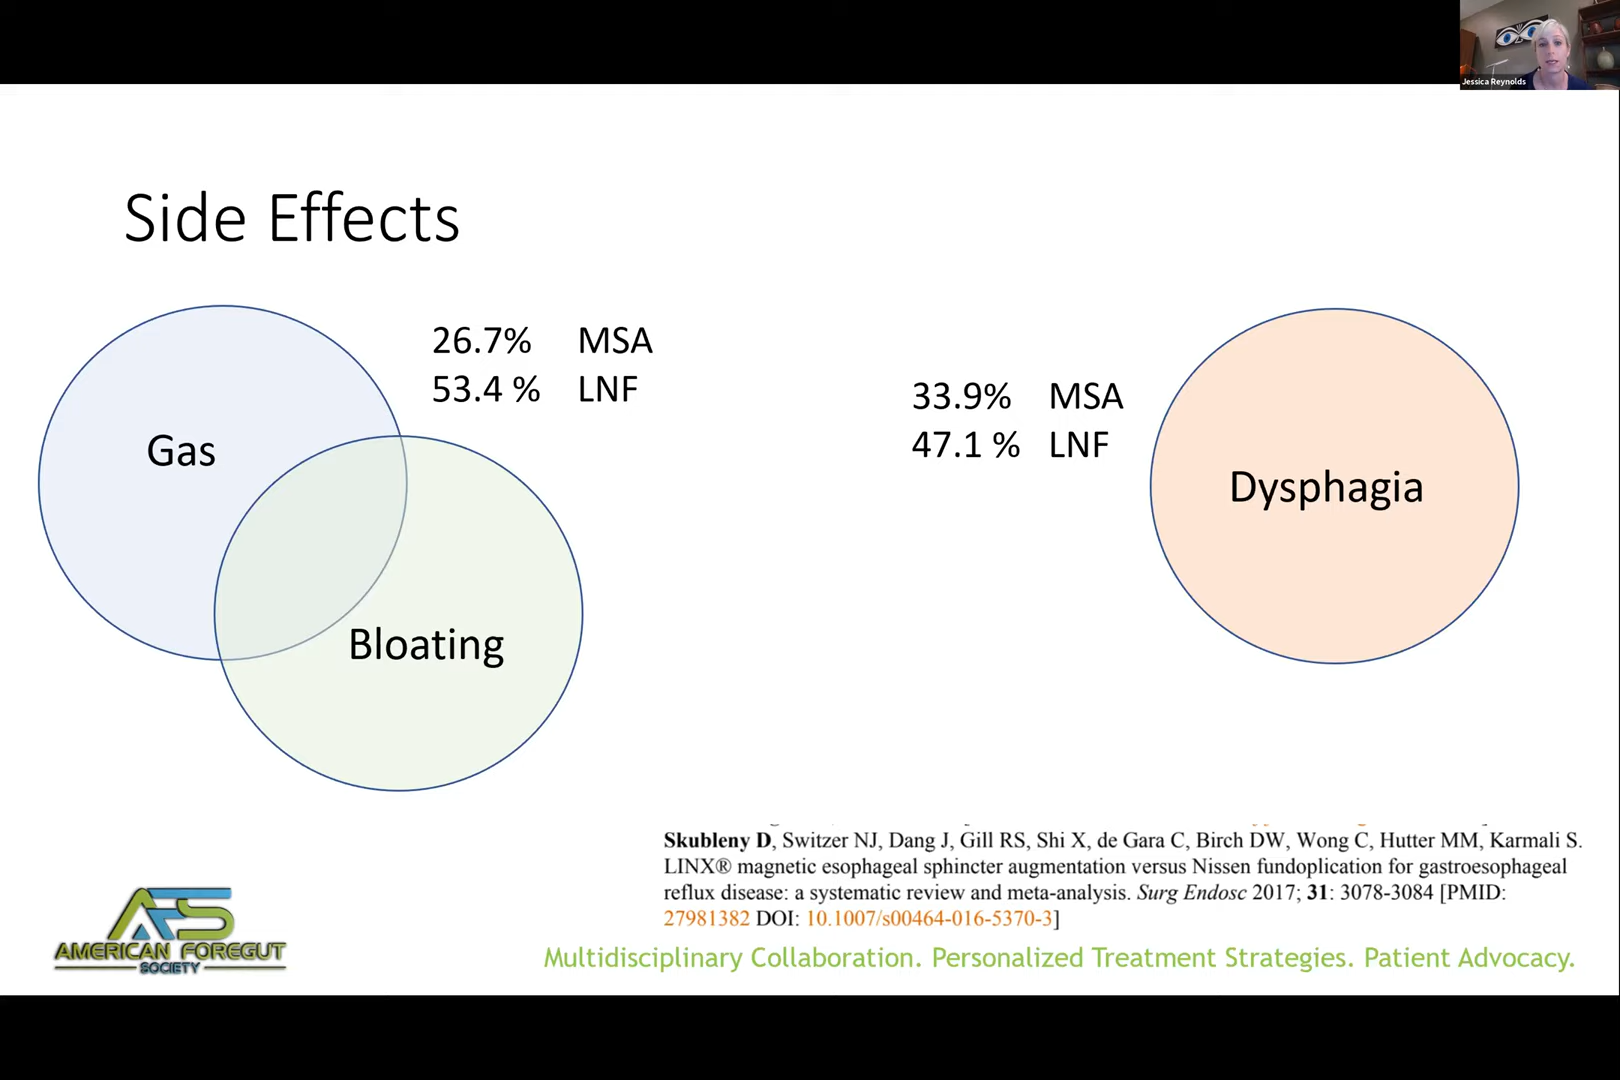 Jessica Reynolds
Side Effects
26.7% MSA
53.4 % LNF
Gas
Bloating
33.9% MSA
47.1 % LNF
Dysphagia
Skubleny D, Switzer NJ, Dang J, Gill RS, Shi X, de Gara C, Birch DW, Wong C, Hutter MM, Karmali S.
LINX® magnetic esophageal sphincter augmentation versus Nissen fundoplication for gastroesophageal
reflux disease: a systematic review and meta-analysis. Surg Endosc 2017; 31: 3078-3084 [PMID:
27981382 DOI: 10.1007/s00464-016-5370-3]
AFS
AMERICAN FOREGUT
SOCIETY
Multidisciplinary Collaboration. Personalized Treatment Strategies. Patient Advocacy.